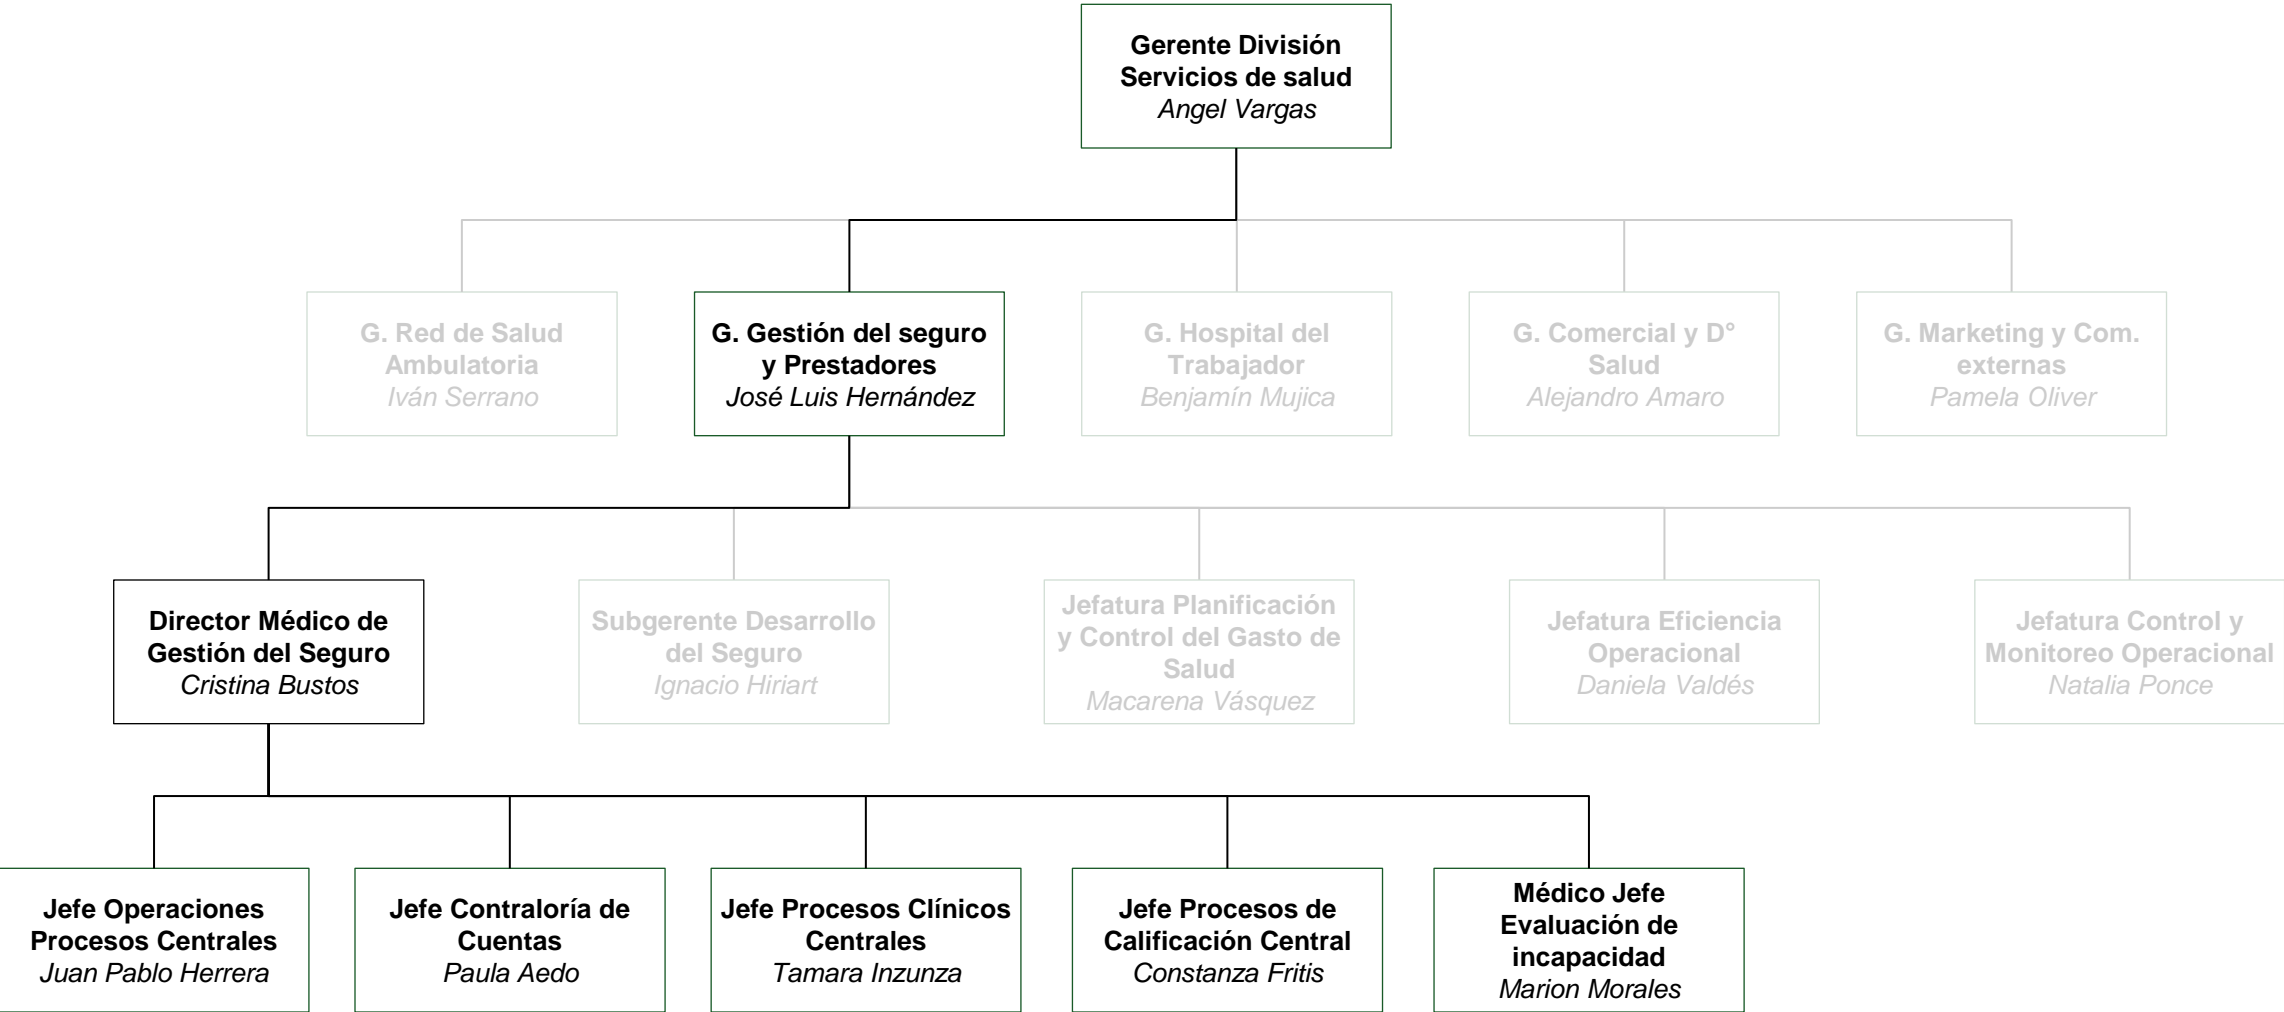 Gerente División
Servicios de salud
Angel Vargas
G. Red de Salud
Ambulatoria
Iván Serrano
G. Gestión del seguro
y Prestadores
José Luis Hernández
G. Hospital del
Trabajador
Benjamín Mujica
G. Comercial y D°
Salud
Alejandro Amaro
G. Marketing y Com.
externas
Pamela Oliver
Director Médico de
Gestión del Seguro
Cristina Bustos
Subgerente Desarrollo
del Seguro
Ignacio Hiriart
Jefatura Planificación
y Control del Gasto de
Salud
Macarena Vásquez
Jefatura Eficiencia
Operacional
Daniela Valdés
Jefatura Control y
Monitoreo Operacional
Natalia Ponce
Jefe Operaciones
Procesos Centrales
Juan Pablo Herrera
Jefe Contraloría de
Cuentas
Paula Aedo
Jefe Procesos Clínicos
Centrales
Tamara Inzunza
Jefe Procesos de
Calificación Central
Constanza Fritis
Médico Jefe
Evaluación de
incapacidad
Marion Morales